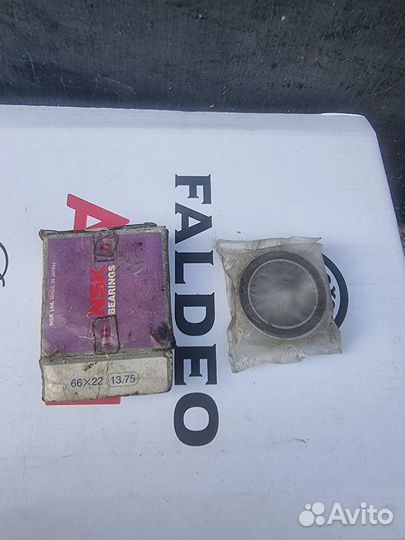 FALDEO
A
NSK Ltd. MADE IN JAPAN
NSK
BEARINGS
66×22 13.75
Avito